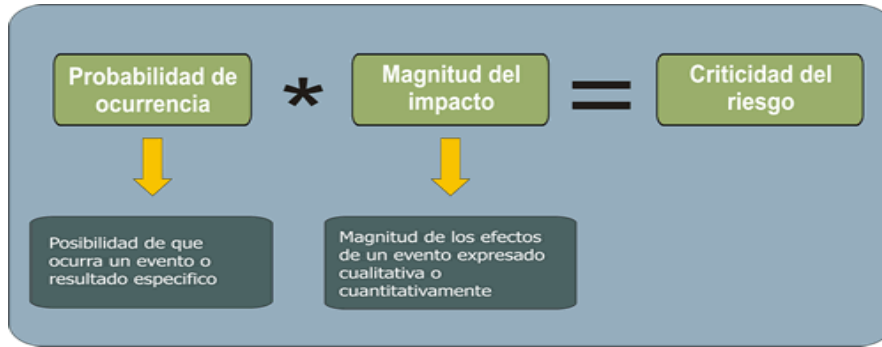 Probabilidad de
ocurrencia
*
Magnitud del
impacto
=
Criticidad del
riesgo
Posibilidad de que
ocurra un evento o
resultado especifico
Magnitud de los efectos
de un evento expresado
cualitativa o
cuantitativamente